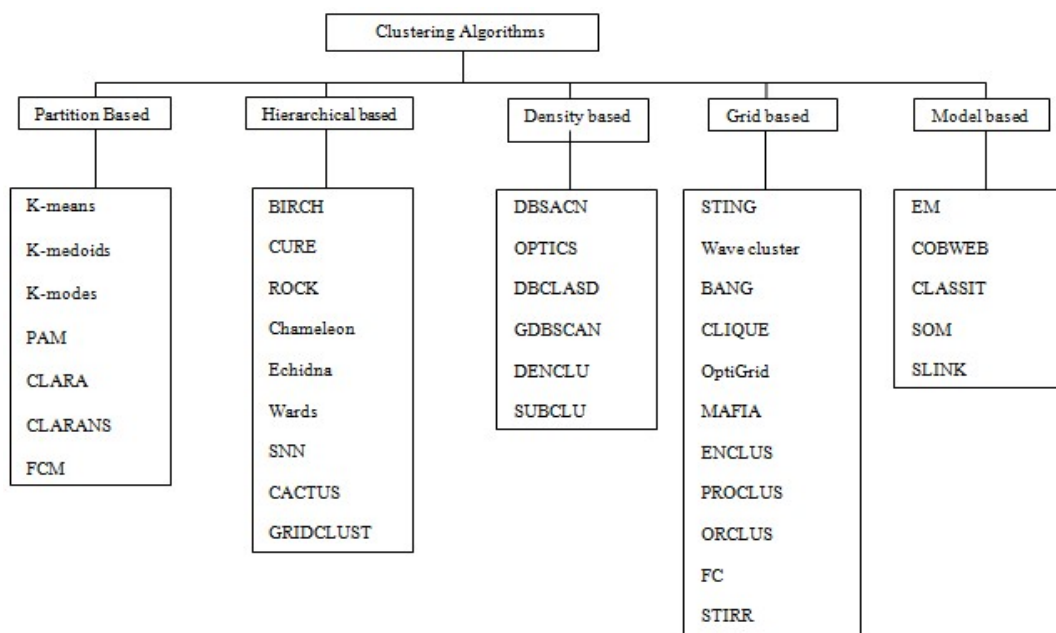 Clustering Algorithms
Partition Based
Hierarchical based
Density based
Grid based
Model based
K-means
K-medoids
K-modes
PAM
CLARA
CLARANS
FCM
BIRCH
CURE
ROCK
Chameleon
Echidna
Wards
SNN
CACTUS
GRIDCLUST
DBSACN
OPTICS
DBCLASD
GDBSCAN
DENCLU
SUBCLU
STING
Wave cluster
BANG
CLIQUE
OptiGrid
MAFIA
ENCLUS
PROCLUS
ORCLUS
FC
STIRR
EM
COBWEB
CLASSIT
SOM
SLINK